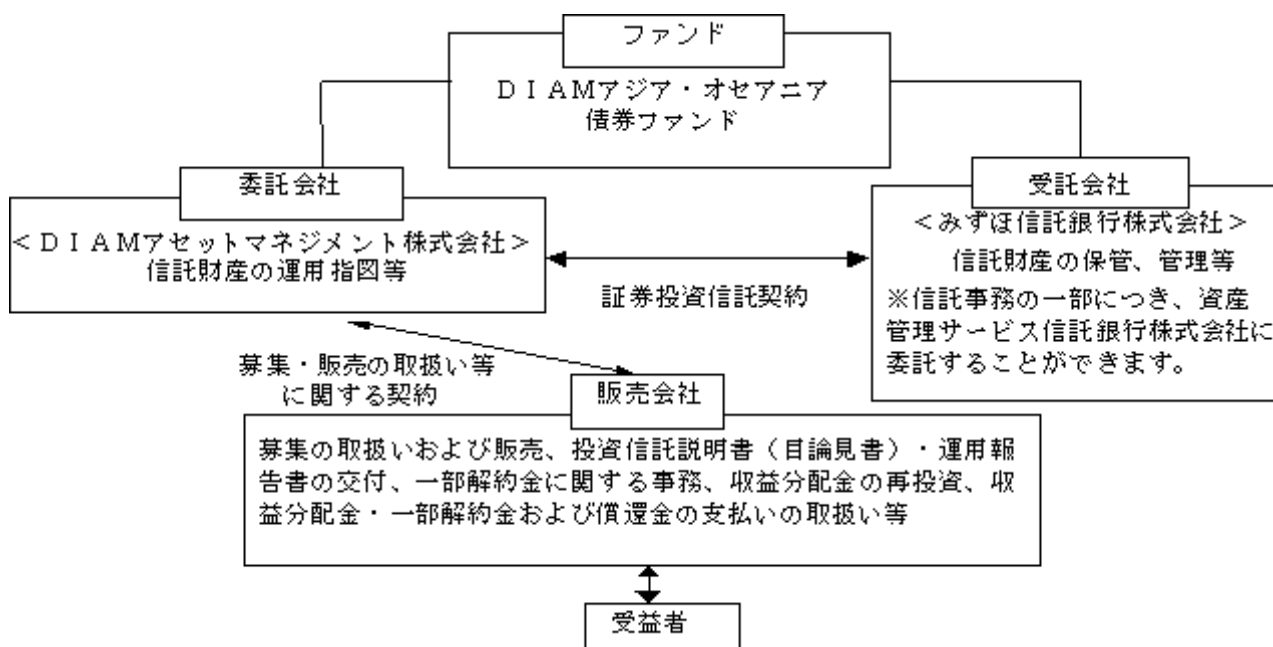 ファンド
ＤＩＡＭアジア・オセアニア
債券ファンド
委託会社
＜ＤＩＡＭアセットマネジメント株式会社＞
信託財産の運用指図等
受託会社
＜みずほ信託銀行株式会社＞
信託財産の保管、管理等
※信託事務の一部につき、資産
管理サービス信託銀行株式会社に
委託することができます。
証券投資信託契約
募集・販売の取扱い等
に関する契約
販売会社
募集の取扱いおよび販売、投資信託説明書（目論見書）・運用報
告書の交付、一部解約金に関する事務、収益分配金の再投資、収
益分配金・一部解約金および償還金の支払いの取扱い等
受益者